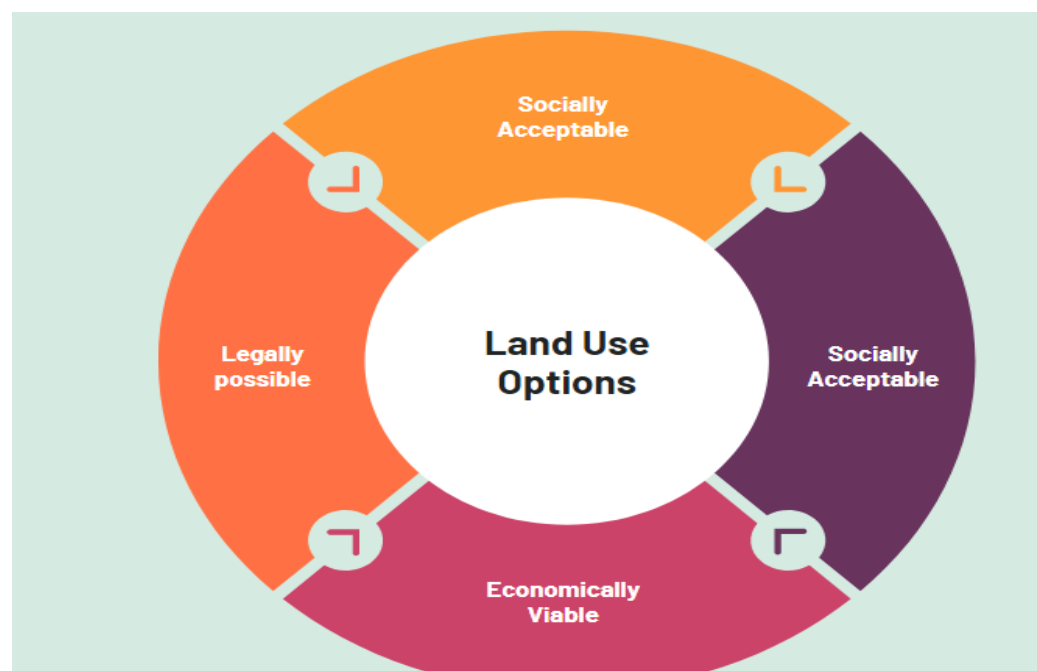 Socially
Acceptable
Legally
possible
Land Use
Options
Socially
Acceptable
Economically
Viable